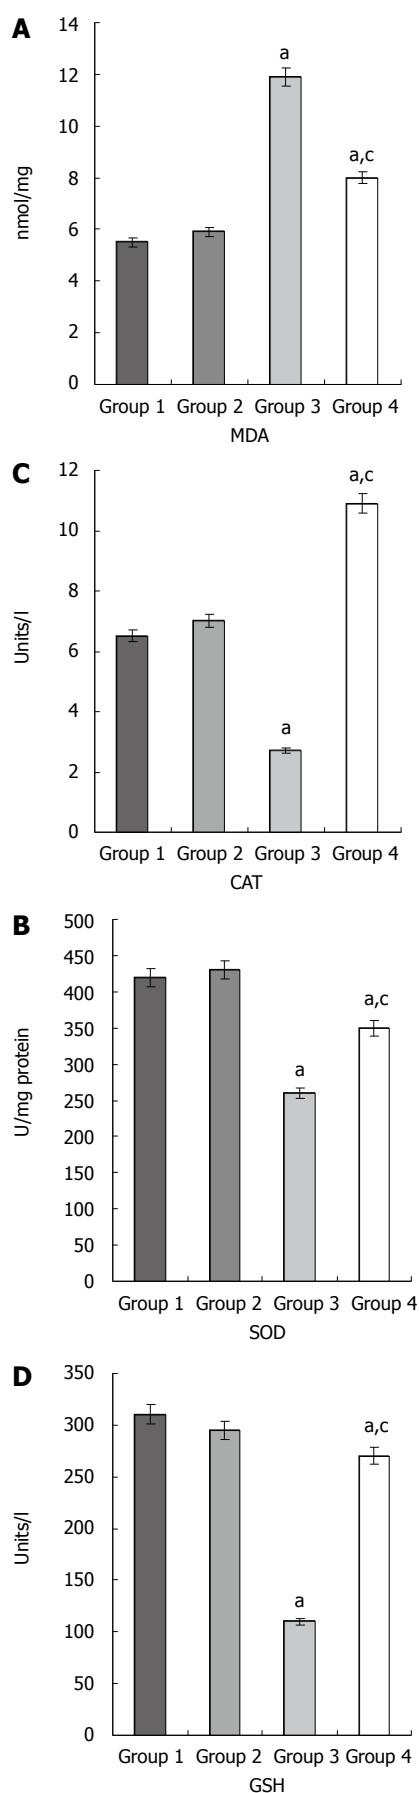 A
14
12
10
8
6
4
2
0
nmol/mg
a
a,c
Group 1 Group 2 Group 3 Group 4
MDA
C
12
10
8
6
4
2
0
Units/l
a,c
a
Group 1 Group 2 Group 3 Group 4
CAT
B
500
450
400
350
300
250
200
150
100
50
0
U/mg protein
a
a,c
Group 1 Group 2 Group 3 Group 4
SOD
D
350
300
250
200
150
100
50
0
Units/l
a
a,c
Group 1 Group 2 Group 3 Group 4
GSH